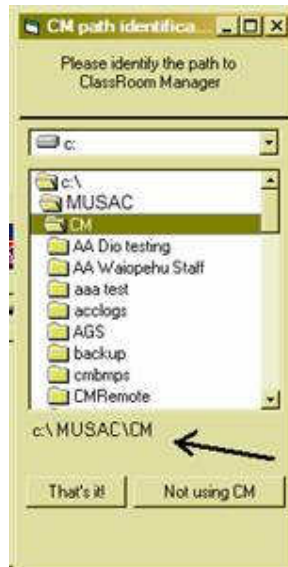 CM path identifica...
Please identify the path to
ClassRoom Manager
c:
c:\
MUSAC
CM
AA Dio testing
AA Waiopehu Staff
aaa test
acclogs
AGS
backup
cmbmps
CMRemote
c:\ MUSAC\CM
That's it!
Not using CM